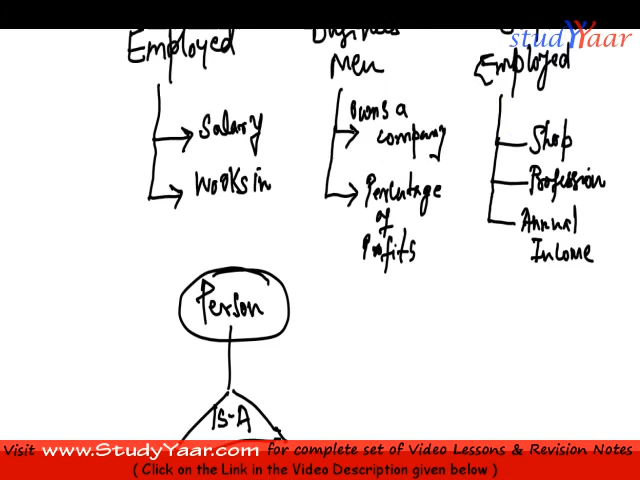 studYYaar
Employed
Business
Men
Employed
Salary
Works in
Owns a
company
Percentage
of
Profits
Shop
Profession
Annual
Income
Person
IS-A
Visit www.StudyYaar.com for complete set of Video Lessons & Revision Notes
( Click on the Link in the Video Description given below )